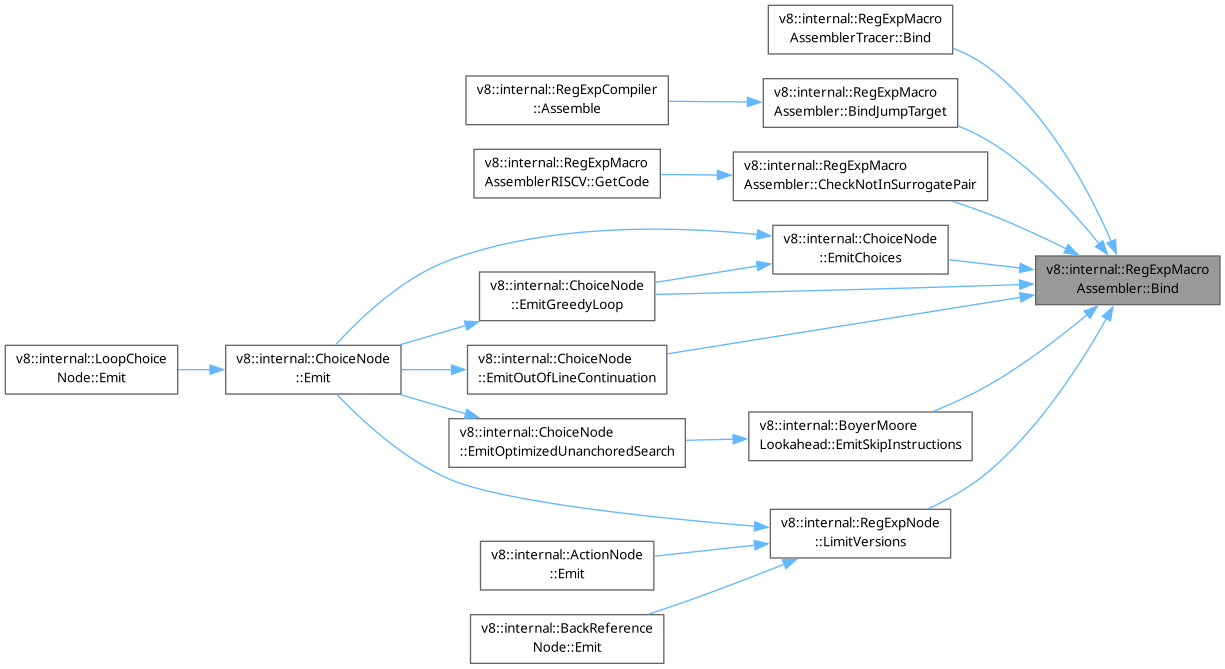 v8::internal::RegExpMacro
AssemblerTracer::Bind
v8::internal::RegExpCompiler
::Assemble
v8::internal::RegExpMacro
Assembler::BindJumpTarget
v8::internal::RegExpMacro
AssemblerRISCV::GetCode
v8::internal::RegExpMacro
Assembler::CheckNotInSurrogatePair
v8::internal::ChoiceNode
::EmitChoices
v8::internal::RegExpMacro
Assembler::Bind
v8::internal::ChoiceNode
::EmitGreedyLoop
v8::internal::LoopChoice
Node::Emit
v8::internal::ChoiceNode
::Emit
v8::internal::ChoiceNode
::EmitOutOfLineContinuation
v8::internal::ChoiceNode
::EmitOptimizedUnanchoredSearch
v8::internal::BoyerMoore
Lookahead::EmitSkipInstructions
v8::internal::RegExpNode
::LimitVersions
v8::internal::ActionNode
::Emit
v8::internal::BackReference
Node::Emit